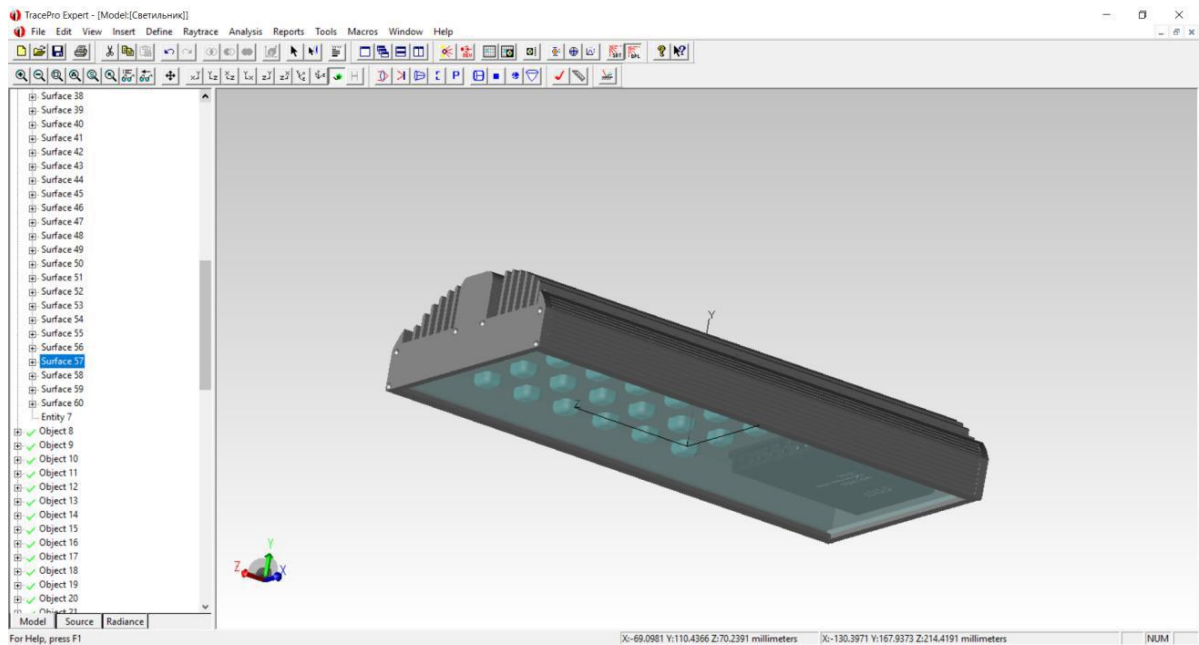 TracePro Expert - [Model:[Светильник]]
File Edit View Insert Define Raytrace Analysis Reports Tools Macros Window Help
Surface 38
Surface 39
Surface 40
Surface 41
Surface 42
Surface 43
Surface 44
Surface 45
Surface 46
Surface 47
Surface 48
Surface 49
Surface 50
Surface 51
Surface 52
Surface 53
Surface 54
Surface 55
Surface 56
Surface 57
Surface 58
Surface 59
Surface 60
Entity 7
Object 8
Object 9
Object 10
Object 11
Object 12
Object 13
Object 14
Object 15
Object 16
Object 17
Object 18
Object 19
Object 20
Object 21
Y
Z
Y
Z
X
Model Source Radiance
For Help, press F1 X:-69.0981 Y:110.4366 Z:70.2391 millimeters X:-130.3971 Y:167.9373 Z:214.4191 millimeters NUM